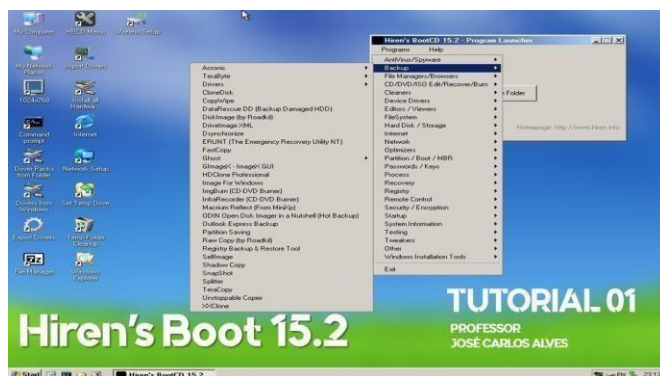 My Computer
HBCD Menu
Wireless Setup
My Network
Places
Import Drivers
1024x768
Install all
Hardwa...
Command
prompt
Internet
Driver Packs
from Folder
Network Setup
Drivers from
Windows
Set Temp Drive
Export Drivers
Temp Folder
Cleanup
File Manager
Windows
Explorer
Hiren's BootCD 15.2 - Program Launcher
Programs Help
AntiVirus/Spyware
Backup
File Managers/Browsers
CD/DVD/ISO Edit/Recover/Burn
Cleaners
Device Drivers
Editors / Viewers
FileSystem
Hard Disk / Storage
Internet
Network
Optimizers
Partition / Boot / MBR
Passwords / Keys
Process
Recovery
Registry
Remote Control
Security / Encryption
Startup
System Information
Testing
Tweakers
Other
Windows Installation Tools
Exit
Folder
Homepage: http://www.hiren.info
Acronis
TeraByte
Drivers
CloneDisk
CopyWipe
DataRescue DD (Backup Damaged HDD)
DiskImage (by Roadkil)
DriveImage XML
Dsynchronize
ERUNT (The Emergency Recovery Utility NT)
FastCopy
Ghost
GImageX - ImageX GUI
HDClone Professional
Image For Windows
ImgBurn (CD-DVD Burner)
InfraRecorder (CD-DVD Burner)
Macrium Reflect (From MiniXp)
ODIN Open Disk Imager in a Nutshell (Hot Backup)
Outlook Express Backup
Partition Saving
Raw Copy (by Roadkil)
Registry Backup & Restore Tool
SelfImage
Shadow Copy
SnapShot
Splitter
TeraCopy
Unstoppable Copier
XXClone
Hiren's Boot 15.2
TUTORIAL 01
PROFESSOR
JOSÉ CARLOS ALVES
Start
Hiren's BootCD 15.2
EN